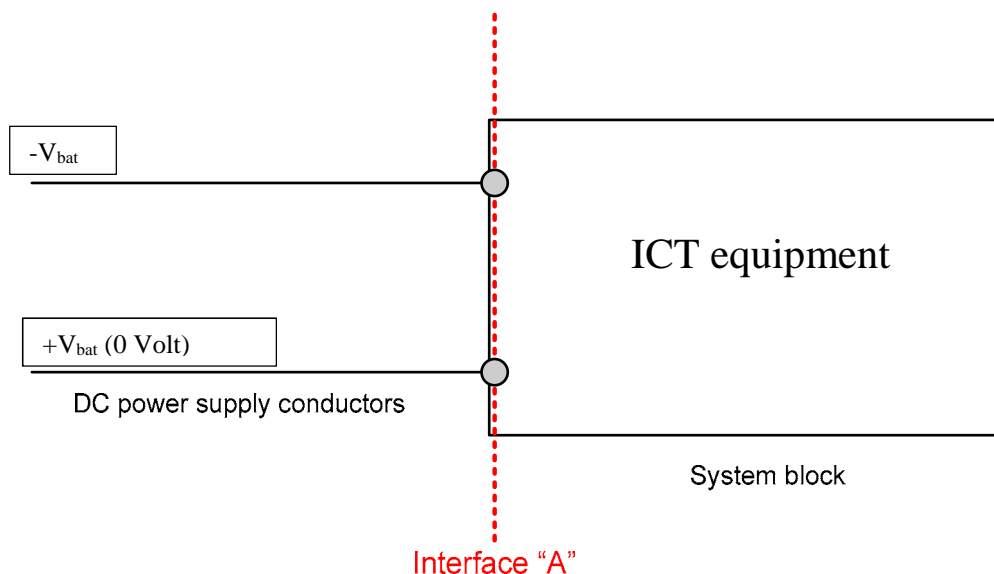 -Vbat
ICT equipment
+Vbat (0 Volt)
DC power supply conductors
System block
Interface “A”